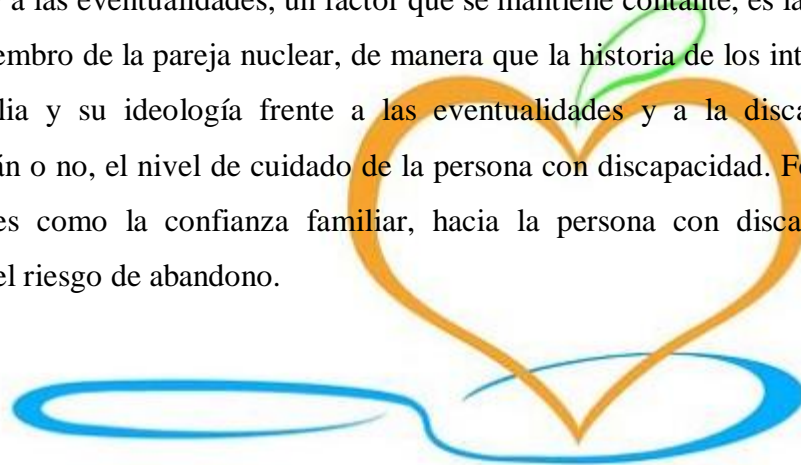 a las eventualidades, un factor que se mantiene contante, es la
embro de la pareja nuclear, de manera que la historia de los int
lia y su ideología frente a las eventualidades y a la disca
án o no, el nivel de cuidado de la persona con discapacidad. F
es como la confianza familiar, hacia la persona con disca
el riesgo de abandono.